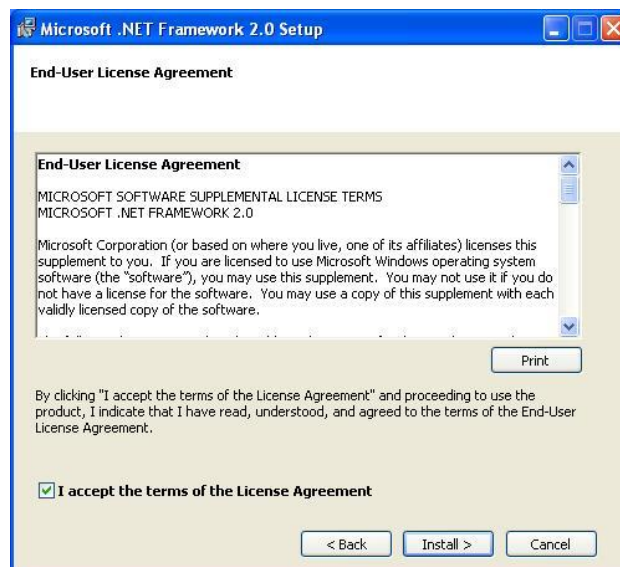 Microsoft .NET Framework 2.0 Setup
End-User License Agreement
End-User License Agreement
MICROSOFT SOFTWARE SUPPLEMENTAL LICENSE TERMS
MICROSOFT .NET FRAMEWORK 2.0
Microsoft Corporation (or based on where you live, one of its affiliates) licenses this
supplement to you.  If you are licensed to use Microsoft Windows operating system
software (the “software”), you may use this supplement.  You may not use it if you do
not have a license for the software.  You may use a copy of this supplement with each
validly licensed copy of the software.
Print
By clicking "I accept the terms of the License Agreement" and proceeding to use the
product, I indicate that I have read, understood, and agreed to the terms of the End-User
License Agreement.
I accept the terms of the License Agreement
< Back Install > Cancel